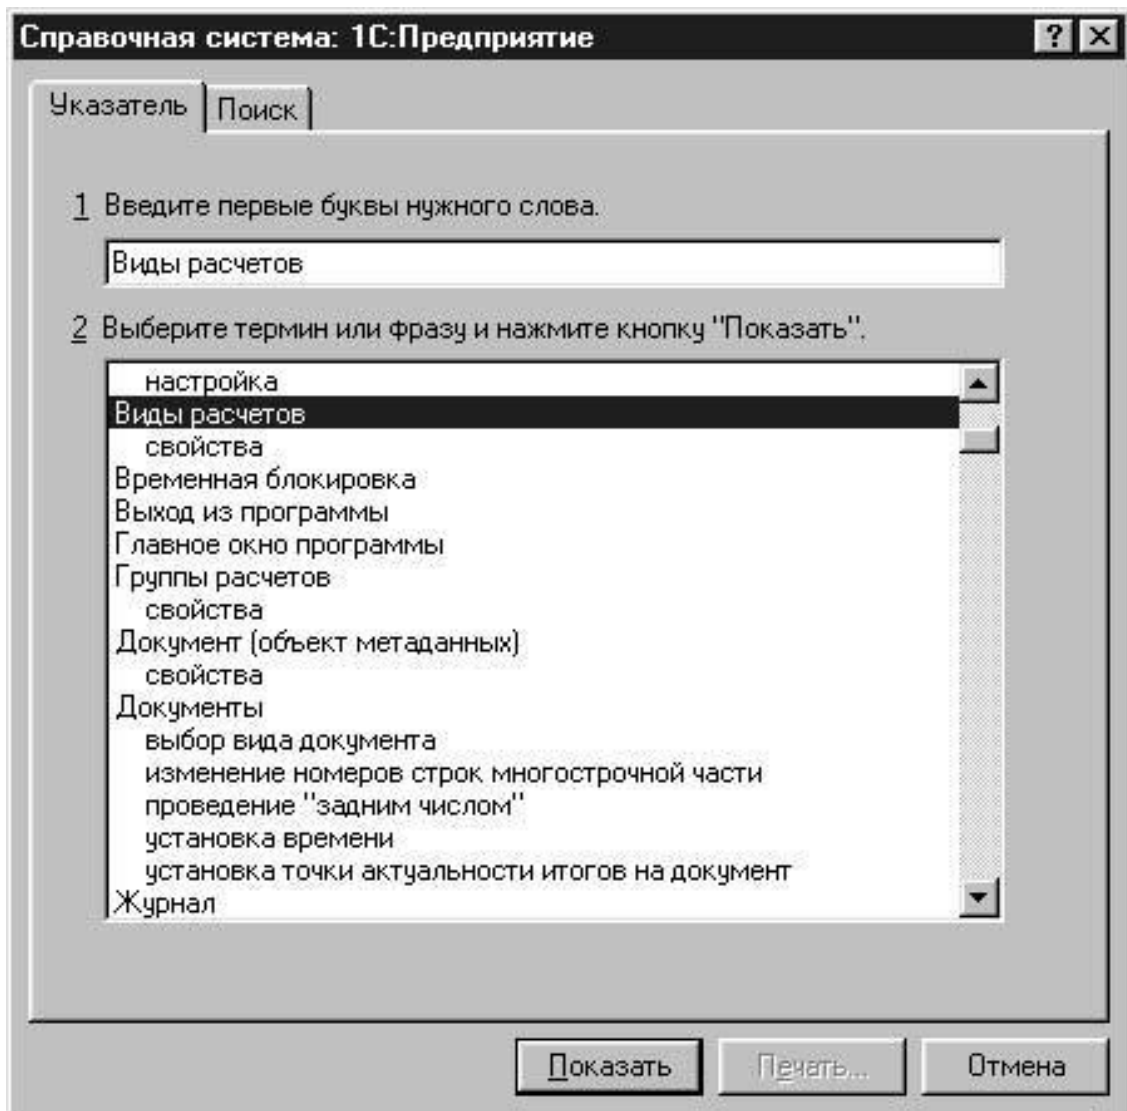 Справочная система: 1С:Предприятие
Указатель Поиск
1 Введите первые буквы нужного слова.
Виды расчетов
2 Выберите термин или фразу и нажмите кнопку "Показать".
настройка
Виды расчетов
свойства
Временная блокировка
Выход из программы
Главное окно программы
Группы расчетов
свойства
Документ (объект метаданных)
свойства
Документы
выбор вида документа
изменение номеров строк многострочной части
проведение "задним числом"
установка времени
установка точки актуальности итогов на документ
Журнал
Показать Печать... Отмена